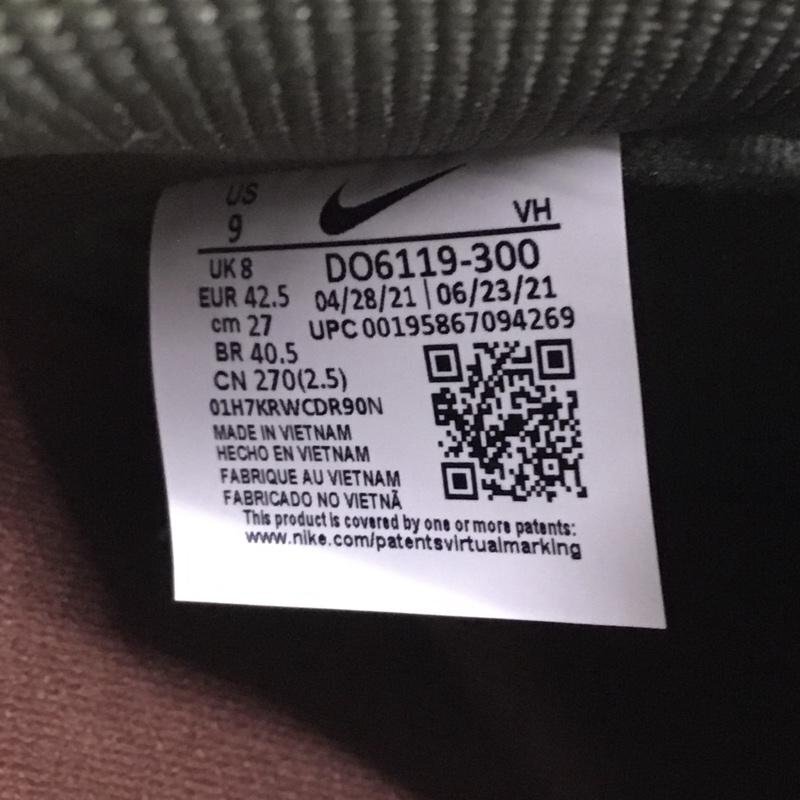 US
9
VH
UK 8
DO6119-300
EUR 42.5
04/28/21 | 06/23/21
cm 27
UPC 00195867094269
BR 40.5
CN 270(2.5)
01H7KRWCDR90N
MADE IN VIETNAM
HECHO EN VIETNAM
FABRIQUE AU VIETNAM
FABRICADO NO VIETNÃ
This product is covered by one or more patents:
www.nike.com/patentsvirtualmarking